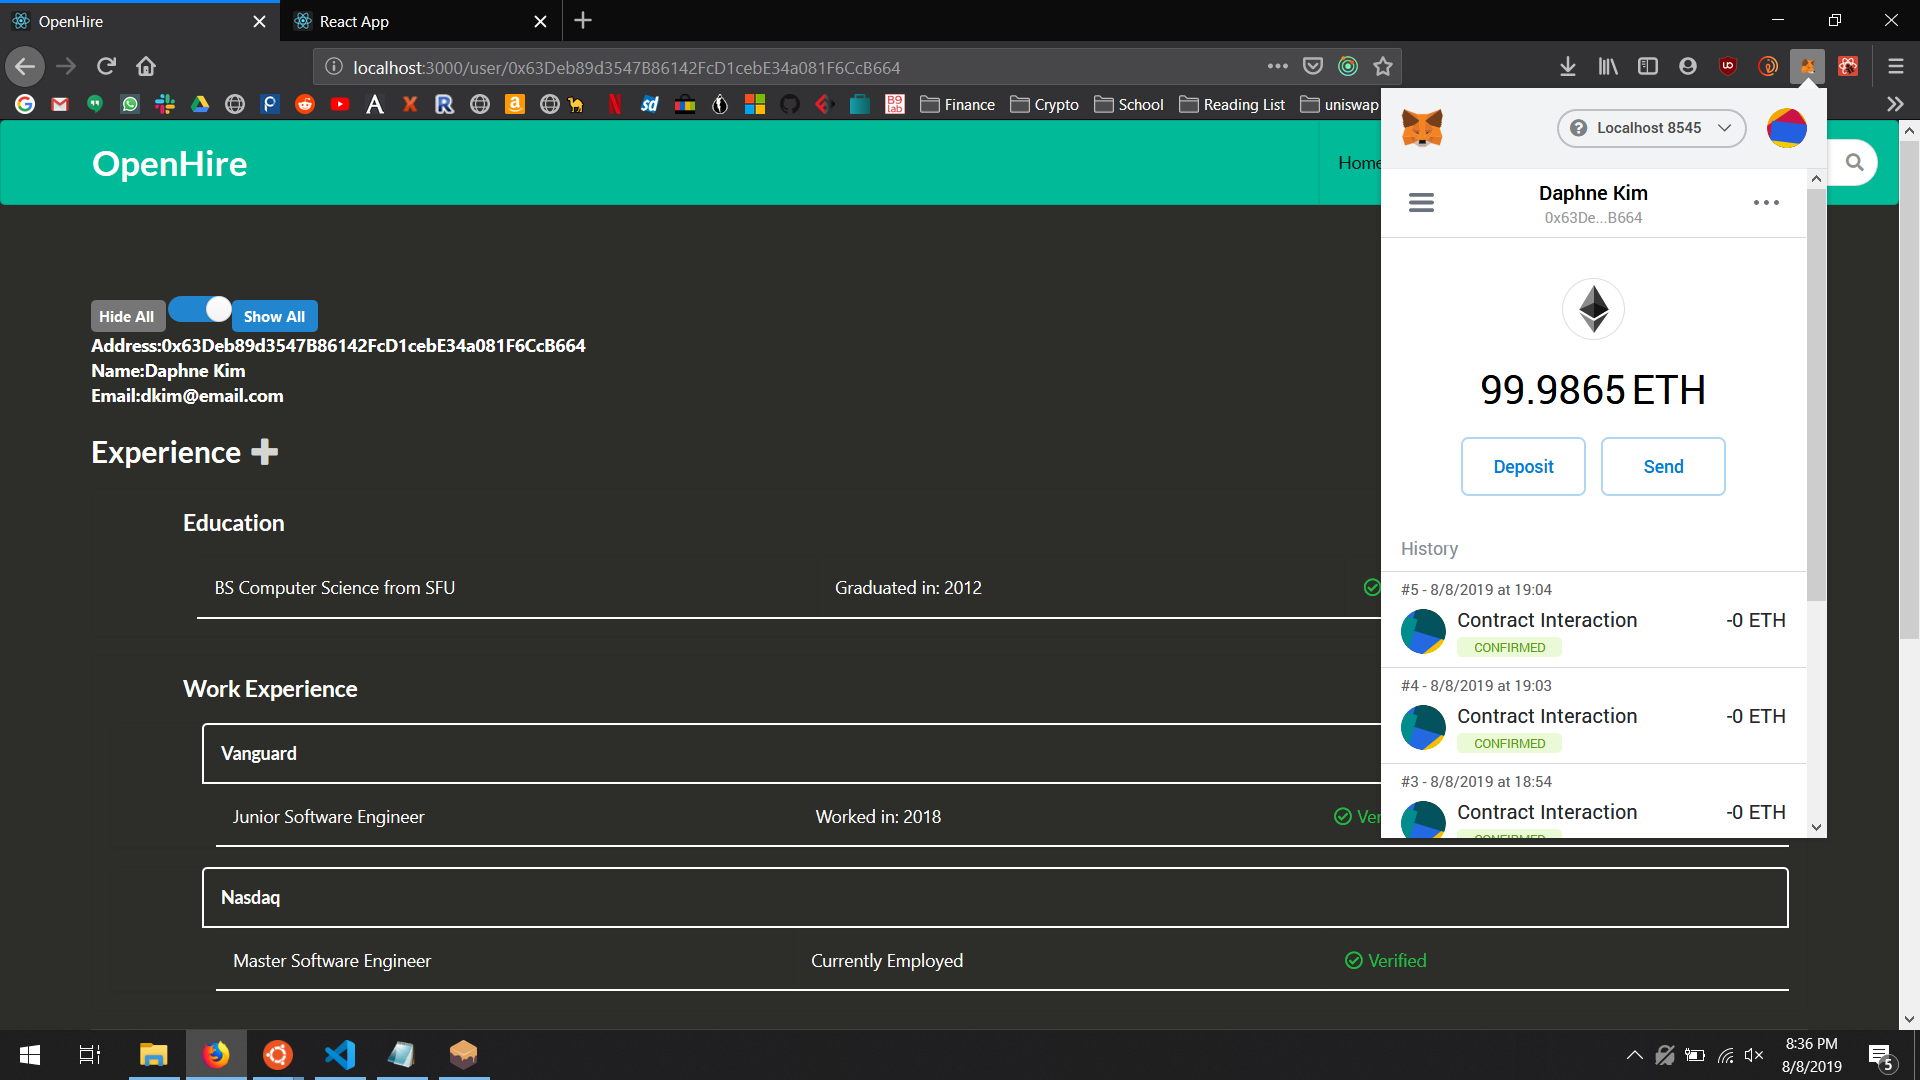 OpenHire
React App
localhost:3000/user/0x63Deb89d3547B86142FcD1cebE34a081F6CcB664
Finance
Crypto
School
Reading List
uniswap
OpenHire
Home
Localhost 8545
Daphne Kim
0x63De...B664
99.9865 ETH
Deposit
Send
History
#5 - 8/8/2019 at 19:04
Contract Interaction
-0 ETH
CONFIRMED
#4 - 8/8/2019 at 19:03
Contract Interaction
-0 ETH
CONFIRMED
#3 - 8/8/2019 at 18:54
Contract Interaction
-0 ETH
CONFIRMED
Hide All
Show All
Address:0x63Deb89d3547B86142FcD1cebE34a081F6CcB664
Name:Daphne Kim
Email:dkim@email.com
Experience
Education
BS Computer Science from SFU
Graduated in: 2012
Work Experience
Vanguard
Junior Software Engineer
Worked in: 2018
Ver
Nasdaq
Master Software Engineer
Currently Employed
Verified
8:36 PM
8/8/2019
5